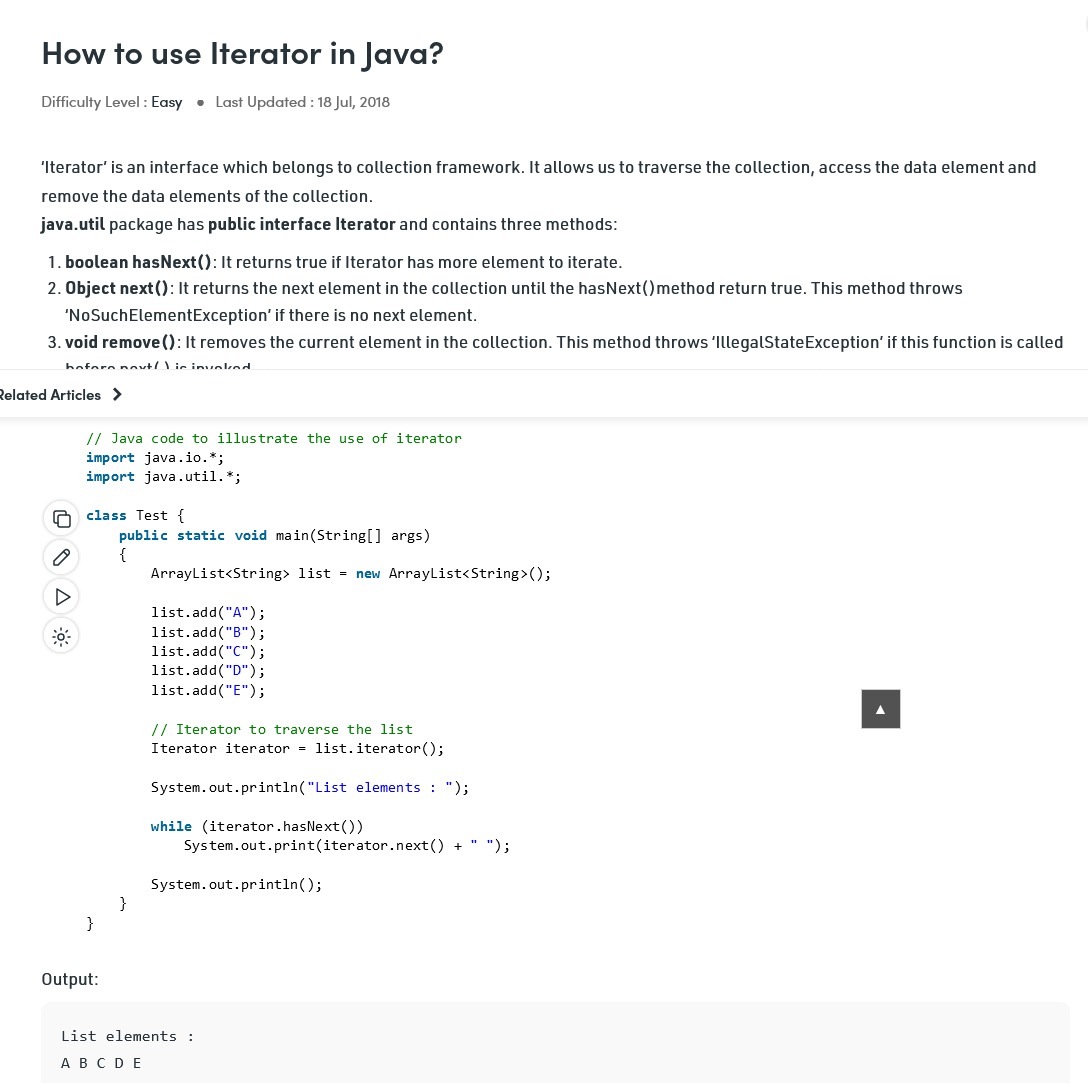 How to use Iterator in Java?
Difficulty Level : Easy ● Last Updated : 18 Jul, 2018
‘Iterator’ is an interface which belongs to collection framework. It allows us to traverse the collection, access the data element and
remove the data elements of the collection.
java.util package has public interface Iterator and contains three methods:
1. boolean hasNext(): It returns true if Iterator has more element to iterate.
2. Object next(): It returns the next element in the collection until the hasNext()method return true. This method throws
‘NoSuchElementException’ if there is no next element.
3. void remove(): It removes the current element in the collection. This method throws ‘IllegalStateException’ if this function is called
before next( ) is invoked.
Related Articles
// Java code to illustrate the use of iterator
import java.io.*;
import java.util.*;
class Test {
public static void main(String[] args)
{
ArrayList<String> list = new ArrayList<String>();
list.add("A");
list.add("B");
list.add("C");
list.add("D");
list.add("E");
// Iterator to traverse the list
Iterator iterator = list.iterator();
System.out.println("List elements : ");
while (iterator.hasNext())
System.out.print(iterator.next() + " ");
System.out.println();
}
}
Output:
List elements :
A B C D E